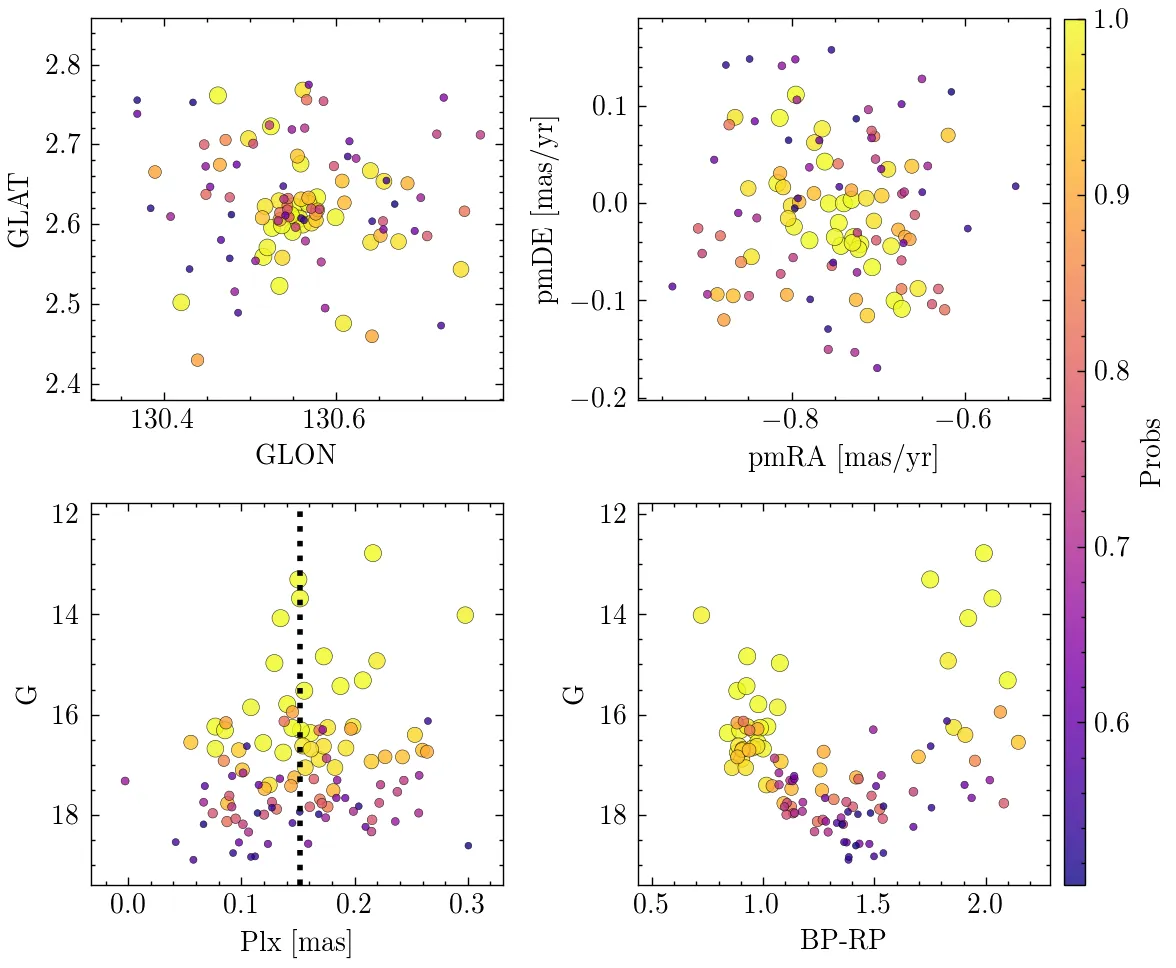 2.8
2.7
2.6
2.5
2.4
GLAT
130.4 130.6
GLON
0.1
0.0
−0.1
−0.2
pmDE [mas/yr]
−0.8 −0.6
pmRA [mas/yr]
12
14
16
18
G
0.0 0.1 0.2 0.3
Plx [mas]
12
14
16
18
G
0.5 1.0 1.5 2.0
BP-RP
1.0
0.9
0.8
0.7
0.6
Probs